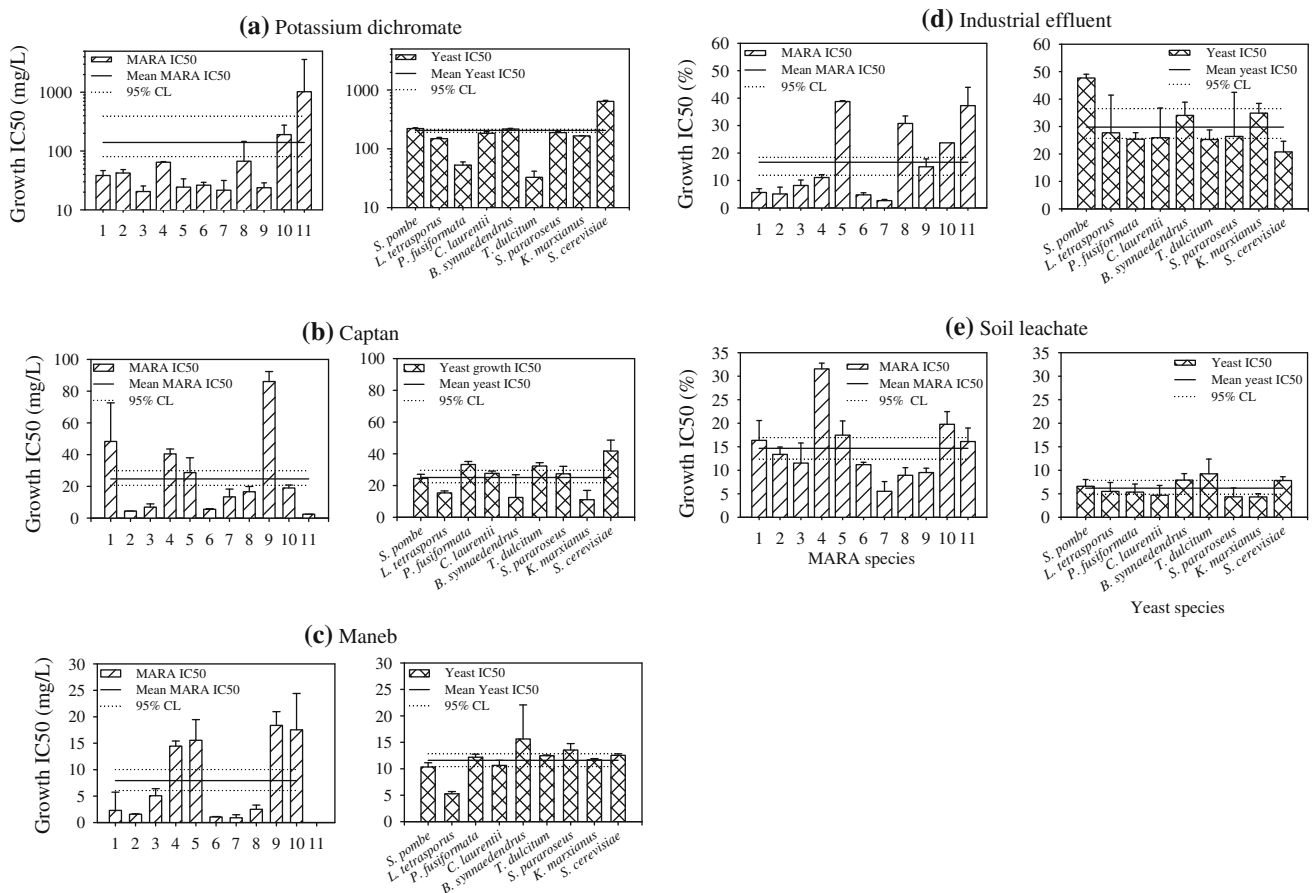 (a) Potassium dichromate
Growth IC50 (mg/L)
1000
100
10
MARA IC50
Mean MARA IC50
95% CL
1 2 3 4 5 6 7 8 9 10 11
1000
100
10
Yeast IC50
Mean Yeast IC50
95% CL
S. pombe
L. tetrasporus
P. fusiformata
C. laurentii
B. synnaedendrus
T. dulcitum
S. pararoseus
K. marxianus
S. cerevisiae
(b) Captan
Growth IC50 (mg/L)
100
80
60
40
20
0
MARA IC50
Mean MARA IC50
95% CL
1 2 3 4 5 6 7 8 9 10 11
100
80
60
40
20
0
Yeast growth IC50
Mean yeast IC50
95% CL
S. pombe
L. tetrasporus
P. fusiformata
C. laurentii
B. synnaedendrus
T. dulcitum
S. pararoseus
K. marxianus
S. cerevisiae
(c) Maneb
Growth IC50 (mg/L)
30
25
20
15
10
5
0
MARA IC50
Mean MARA IC50
95% CL
1 2 3 4 5 6 7 8 9 10 11
30
25
20
15
10
5
0
Yeast IC50
Mean Yeast IC50
95% CL
S. pombe
L. tetrasporus
P. fusiformata
C. laurentii
B. synnaedendrus
T. dulcitum
S. pararoseus
K. marxianus
S. cerevisiae
(d) Industrial effluent
Growth IC50 (%)
60
50
40
30
20
10
0
MARA IC50
Mean MARA IC50
95% CL
1 2 3 4 5 6 7 8 9 10 11
60
50
40
30
20
10
0
Yeast IC50
Mean yeast IC50
95% CL
S. pombe
L. tetrasporus
P. fusiformata
C. laurentii
B. synnaedendrus
T. dulcitum
S. pararoseus
K. marxianus
S. cerevisiae
(e) Soil leachate
Growth IC50 (%)
35
30
25
20
15
10
5
0
MARA IC50
Mean MARA IC50
95% CL
1 2 3 4 5 6 7 8 9 10 11
MARA species
35
30
25
20
15
10
5
0
Yeast IC50
Mean yeast IC50
95% CL
S. pombe
L. tetrasporus
P. fusiformata
C. laurentii
B. synnaedendrus
T. dulcitum
S. pararoseus
K. marxianus
S. cerevisiae
Yeast species